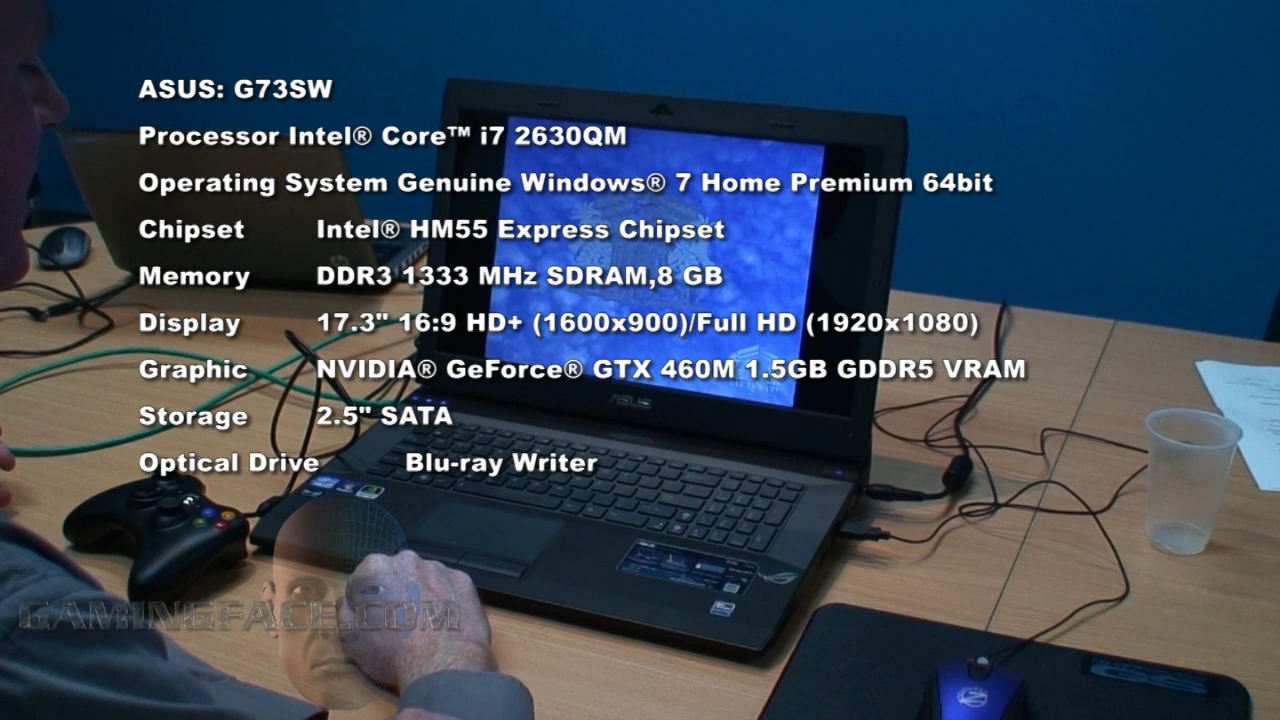 ASUS: G73SW
Processor Intel® Core™ i7 2630QM
Operating System Genuine Windows® 7 Home Premium 64bit
Chipset Intel® HM55 Express Chipset
Memory DDR3 1333 MHz SDRAM,8 GB
Display 17.3" 16:9 HD+ (1600x900)/Full HD (1920x1080)
Graphic NVIDIA® GeForce® GTX 460M 1.5GB GDDR5 VRAM
Storage 2.5" SATA
Optical Drive Blu-ray Writer
ASUS
GAMINGFACE.COM